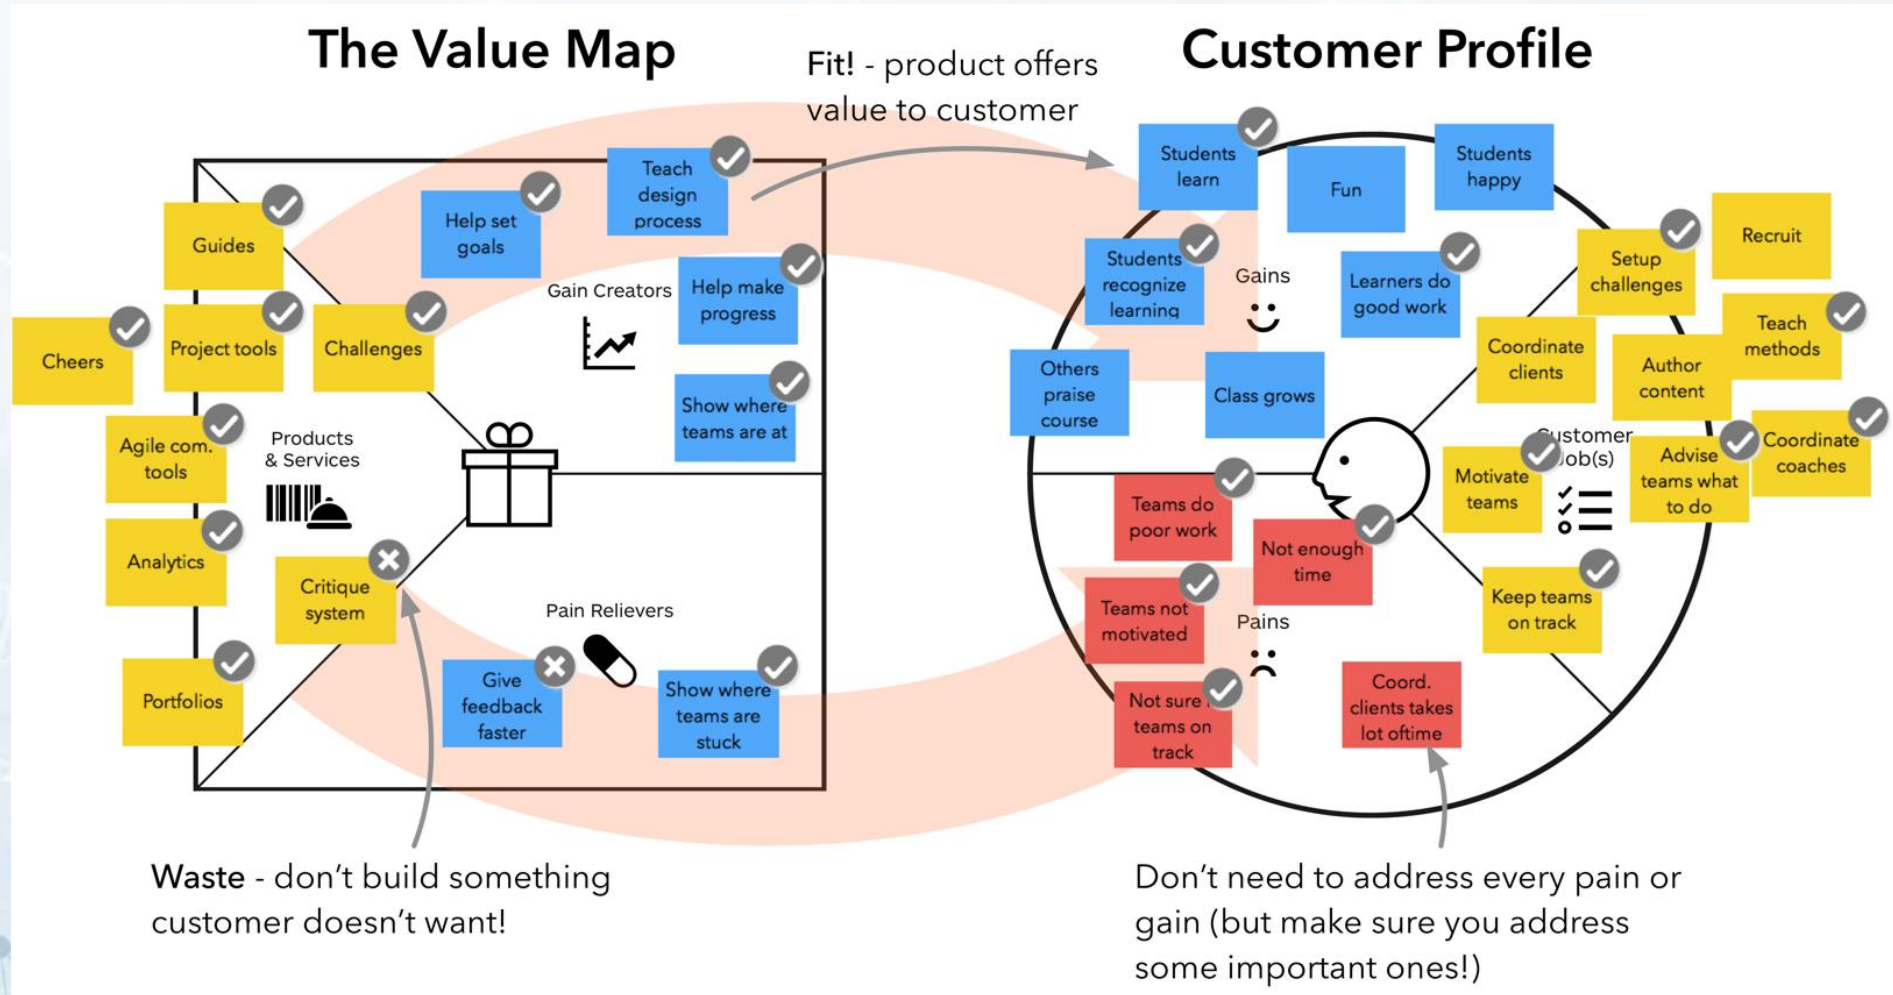 The Value Map
Fit! - product offers
value to customer
Customer Profile
Guides
Cheers
Project tools
Challenges
Agile com.
tools
Products
& Services
Analytics
Critique
system
Portfolios
Help set
goals
Teach
design
process
Gain Creators
Help make
progress
Show where
teams are at
Pain Relievers
Give
feedback
faster
Show where
teams are
stuck
Students
learn
Fun
Students
happy
Students
recognize
learning
Gains
Learners do
good work
Others
praise
course
Class grows
Setup
challenges
Recruit
Coordinate
clients
Author
content
Teach
methods
Customer
Job(s)
Motivate
teams
Advise
teams what
to do
Coordinate
coaches
Keep teams
on track
Teams do
poor work
Not enough
time
Teams not
motivated
Pains
Not sure
teams on
track
Coord.
clients takes
lot oftime
Waste - don't build something
customer doesn't want!
Don't need to address every pain or
gain (but make sure you address
some important ones!)